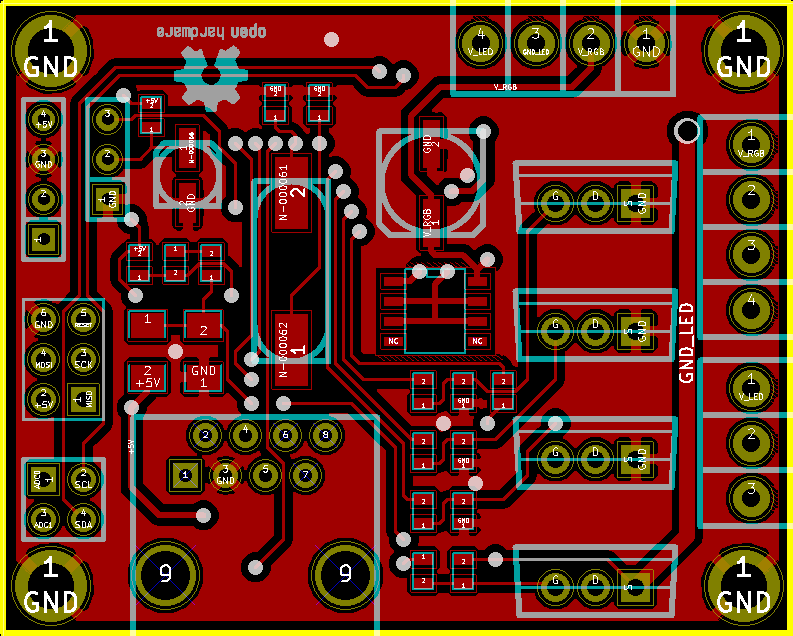 open hardware
1
GND
4
V_LED
3
GND_LED
2
V_RGB
1
GND
1
GND
V_RGB
4
+5V
3
GND
2
1
3
2
1
GND
+5V
2
1
GND
2
1
GND
2
1
GND
2
V_RGB
1
N-000061
2
N-000062
1
GND
+5V
2
1
1
2
2
1
1
2
2
+5V
GND
1
6
GND
5
RESET
4
MOSI
3
SCK
2
+5V
1
MISO
+5V
2
4
6
8
1
3
GND
5
7
9
9
ADC0
1
2
SCL
3
ADC1
4
SDA
NC
NC
G
D
S
GND
G
D
S
GND
G
D
S
GND
G
D
S
GND_LED
1
V_RGB
2
3
4
1
V_LED
2
3
2
1
2
GND
1
2
1
2
1
2
1
2
1
2
GND
1
2
1
2
1
1
GND
1
GND